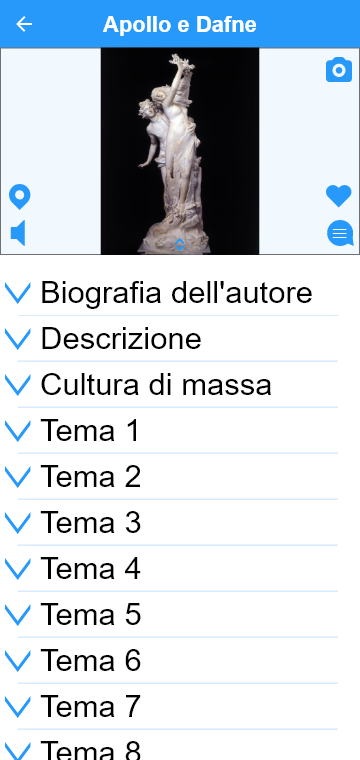 Apollo e Dafne
Biografia dell'autore
Descrizione
Cultura di massa
Tema 1
Tema 2
Tema 3
Tema 4
Tema 5
Tema 6
Tema 7
Tema 8